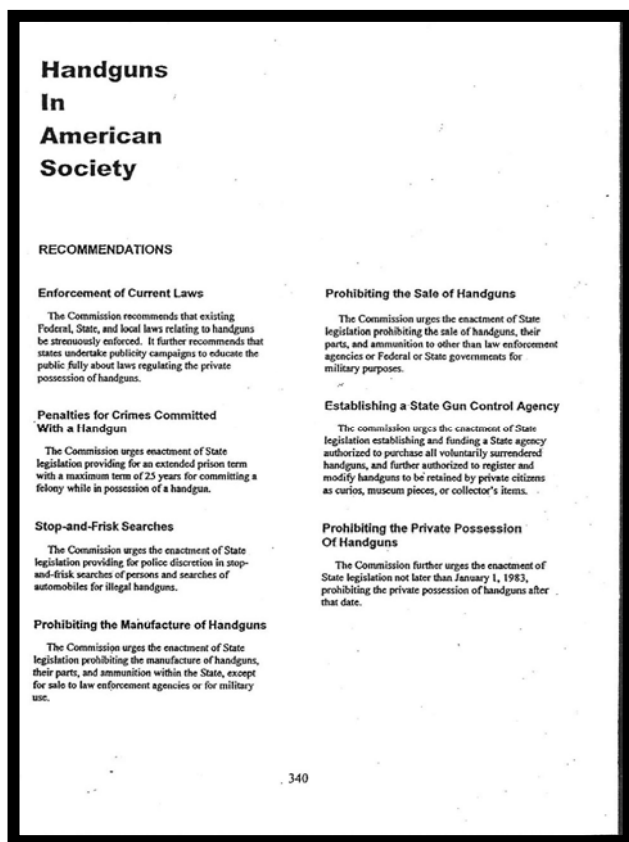 Handguns
In
American
Society
RECOMMENDATIONS
Enforcement of Current Laws
The Commission recommends that existing
Federal, State, and local laws relating to handguns
be strenuously enforced. It further recommends that
states undertake publicity campaigns to educate the
public fully about laws regulating the private
possession of handguns.
Penalties for Crimes Committed
With a Handgun
The Commission urges enactment of State
legislation providing for an extended prison term
with a maximum term of 25 years for committing a
felony while in possession of a handgun.
Stop-and-Frisk Searches
The Commission urges the enactment of State
legislation providing for police discretion in stop-
and-frisk searches of persons and searches of
automobiles for illegal handguns.
Prohibiting the Manufacture of Handguns
The Commission urges the enactment of State
legislation prohibiting the manufacture of handguns,
their parts, and ammunition within the State, except
for sale to law enforcement agencies or for military
use.
Prohibiting the Sale of Handguns
The Commission urges the enactment of State
legislation prohibiting the sale of handguns, their
parts, and ammunition to other than law enforcement
agencies or Federal or State governments for
military purposes.
Establishing a State Gun Control Agency
The commission urges the enactment of State
legislation establishing and funding a State agency
authorized to purchase all voluntarily surrendered
handguns, and further authorized to register and
modify handguns to be retained by private citizens
as curios, museum pieces, or collector's items.
Prohibiting the Private Possession
Of Handguns
The Commission further urges the enactment of
State legislation not later than January 1, 1983,
prohibiting the private possession of handguns after
that date.
340